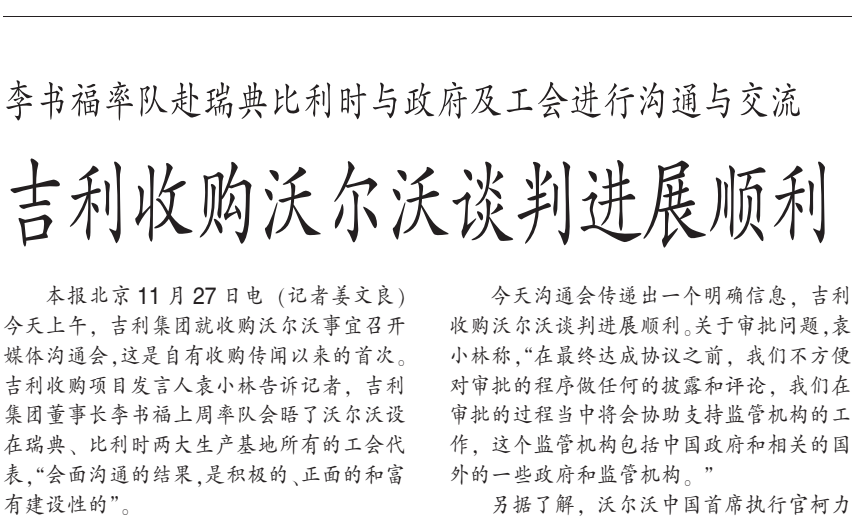 李书福率队赴瑞典比利时与政府及工会进行沟通与交流
吉利收购沃尔沃谈判进展顺利
本报北京11月27日电（记者姜文良）
今天上午，吉利集团就收购沃尔沃事宜召开
媒体沟通会,这是自有收购传闻以来的首次。
吉利收购项目发言人袁小林告诉记者，吉利
集团董事长李书福上周率队会晤了沃尔沃设
在瑞典、比利时两大生产基地所有的工会代
表,“会面沟通的结果,是积极的、正面的和富
有建设性的”。
今天沟通会传递出一个明确信息，吉利
收购沃尔沃谈判进展顺利。关于审批问题,袁
小林称,“在最终达成协议之前，我们不方便
对审批的程序做任何的披露和评论，我们在
审批的过程当中将会协助支持监管机构的工
作，这个监管机构包括中国政府和相关的国
外的一些政府和监管机构。”
另据了解，沃尔沃中国首席执行官柯力